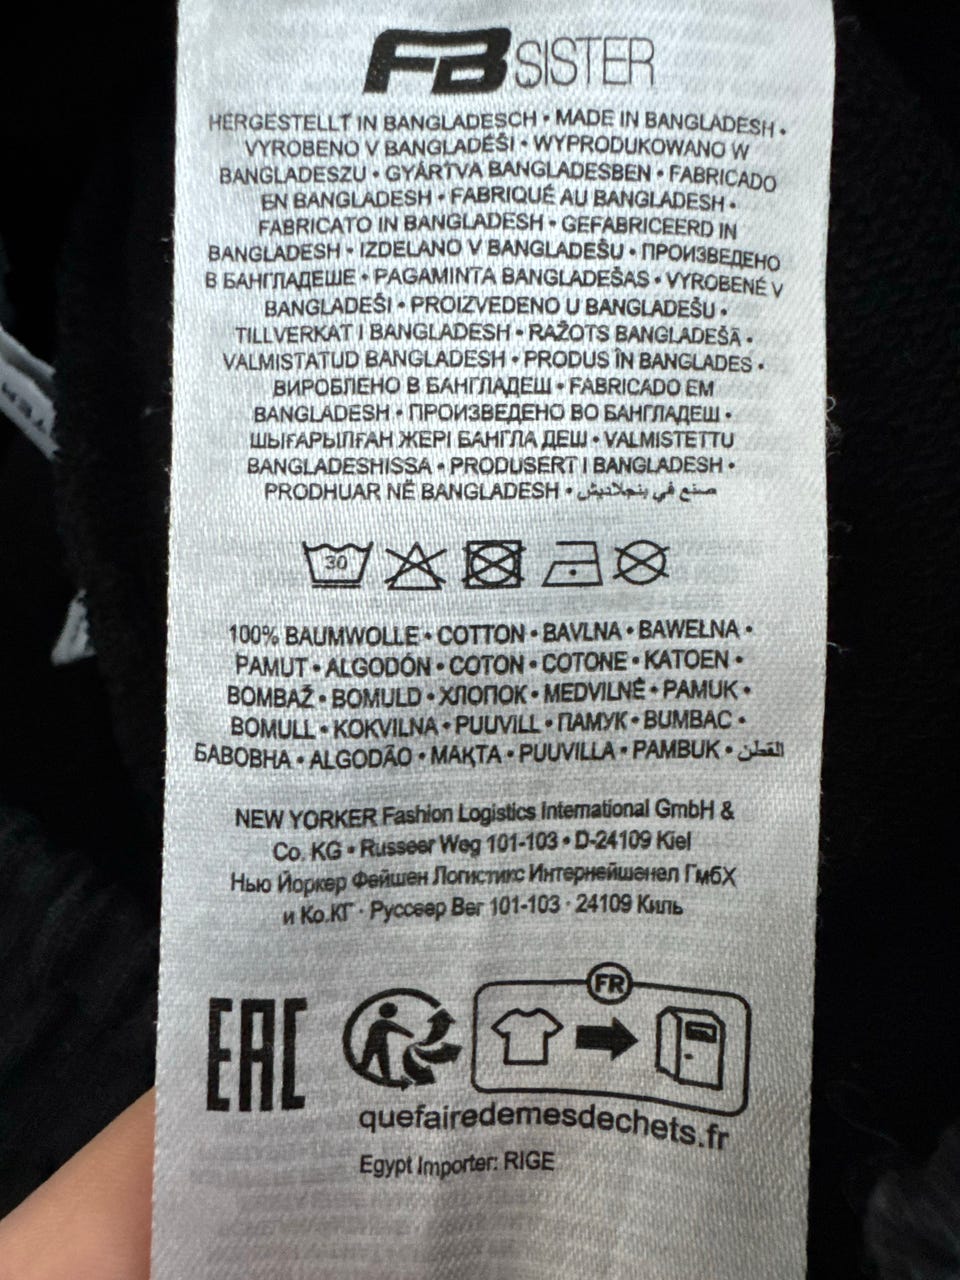 FB SISTER
HERGESTELLT IN BANGLADESCH • MADE IN BANGLADESH •
VYROBENO V BANGLADÉŠI • WYPRODUKOWANO W
BANGLADESZU • GYÁRTVA BANGLADESBEN • FABRICADO
EN BANGLADESH • FABRIQUÉ AU BANGLADESH •
FABRICATO IN BANGLADESH • GEFABRICEERD IN
BANGLADESH • IZDELANO V BANGLADEŠU • ПРОИЗВЕДЕНО
В БАНГЛАДЕШЕ • PAGAMINTA BANGLADEŠAS • VYROBENÉ V
BANGLADEŠI • PROIZVEDENO U BANGLADEŠU •
TILLVERKAT I BANGLADESH • RAŽOTS BANGLADEŠĀ •
VALMISTATUD BANGLADESH • PRODUS ÎN BANGLADES •
ВИРОБЛЕНО В БАНГЛАДЕШ • FABRICADO EM
BANGLADESH • ПРОИЗВЕДЕНО ВО БАНГЛАДЕШ •
ШЫҒАРЫЛҒАН ЖЕРІ БАНГЛА ДЕШ • VALMISTETTU
BANGLADESHISSA • PRODUSERT I BANGLADESH •
PRODHUAR NË BANGLADESH • صنع في بنجلاديش
30
100% BAUMWOLLE • COTTON • BAVLNA • BAWEŁNA •
PAMUT • ALGODÓN • COTON • COTONE • KATOEN •
BOMBAŽ • BOMULD • ХЛОПОК • MEDVILNĖ • PAMUK •
BOMULL • KOKVILNA • PUUVILL • ПАМУК • BUMBAC •
БАВОВНА • ALGODÃO • МАҚТА • PUUVILLA • PAMBUK • القطن
NEW YORKER Fashion Logistics International GmbH &
Co. KG • Russeer Weg 101-103 • D-24109 Kiel
Нью Йоркер Фейшен Логистикс Интернейшенел ГмбХ
и Ко.КГ · Руссеер Вег 101-103 · 24109 Киль
EAC
FR
quefairedemesdechets.fr
Egypt Importer: RIGE